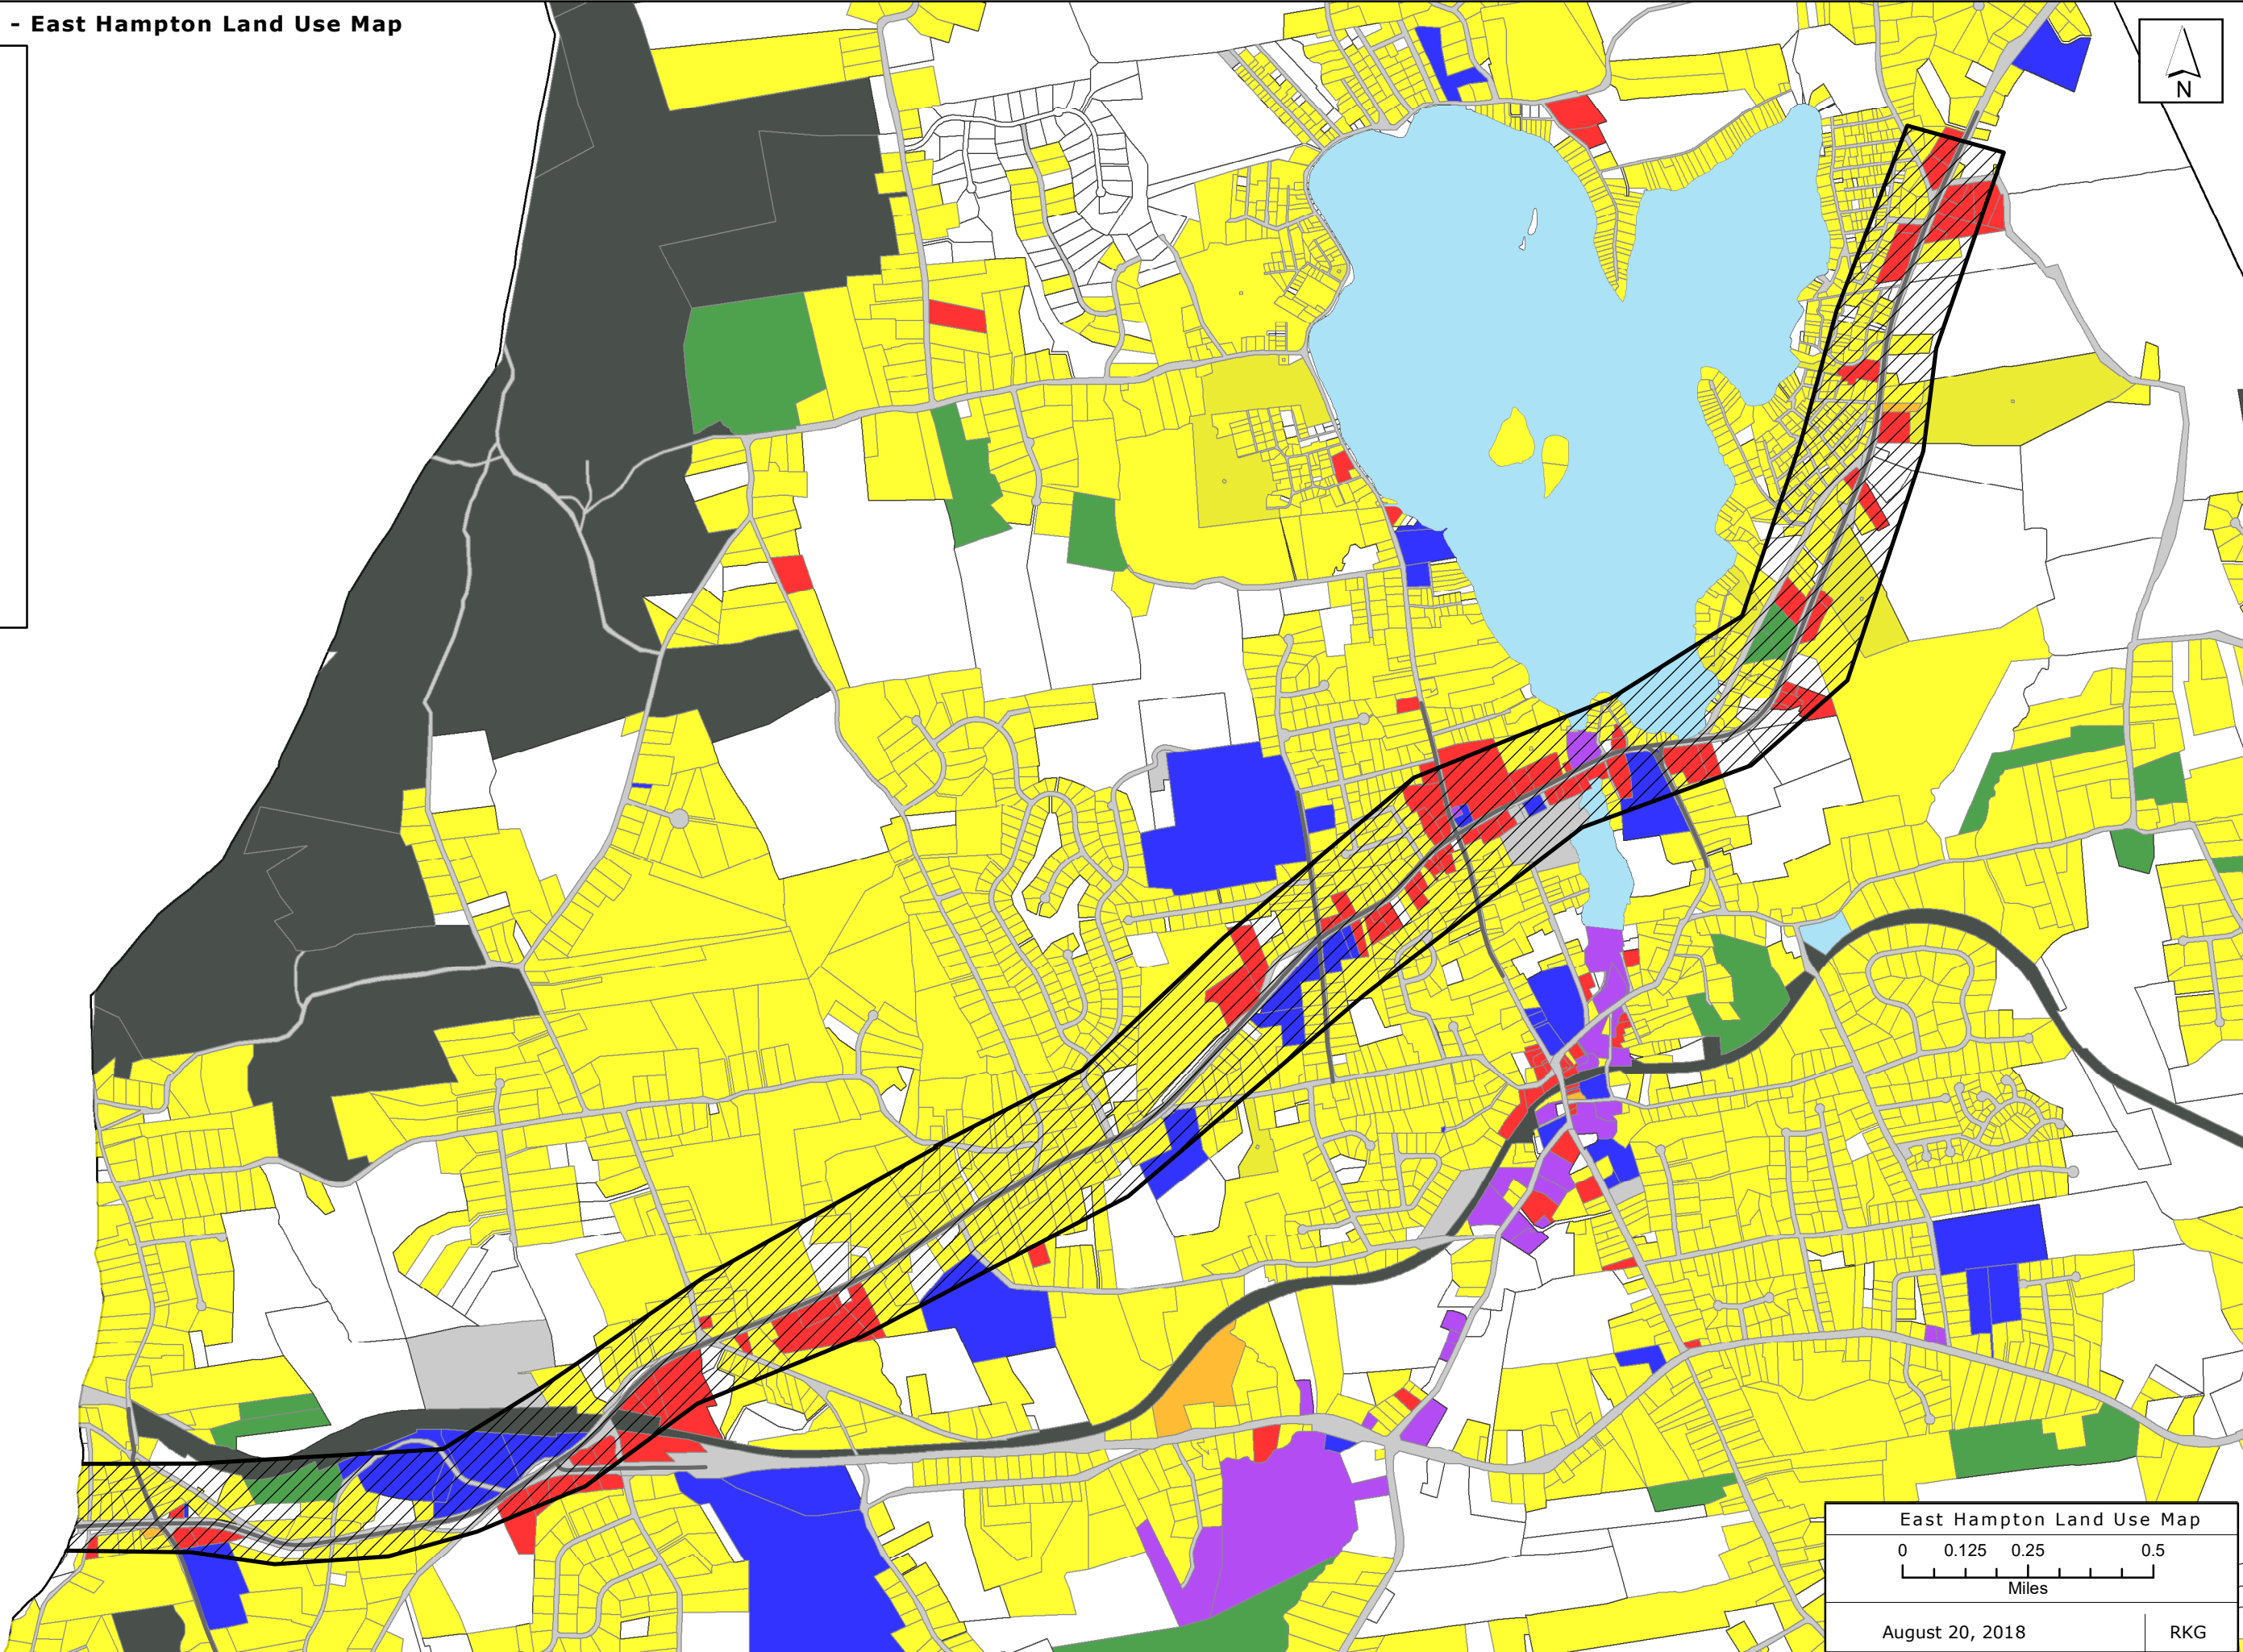 - East Hampton Land Use Map
N
East Hampton Land Use Map
0 0.125 0.25 0.5
Miles
August 20, 2018 RKG